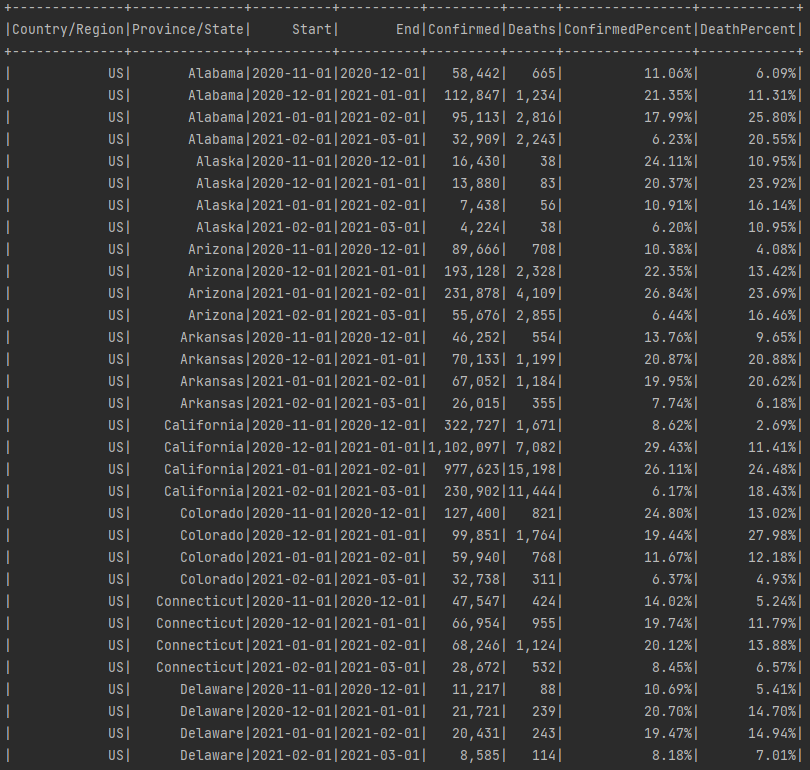 +--------------+--------------+----------+----------+---------+------+----------------+------------+
|Country/Region|Province/State|     Start|       End|Confirmed|Deaths|ConfirmedPercent|DeathPercent|
+--------------+--------------+----------+----------+---------+------+----------------+------------+
|            US|       Alabama|2020-11-01|2020-12-01|   58,442|   665|          11.06%|       6.09%|
|            US|       Alabama|2020-12-01|2021-01-01|  112,847| 1,234|          21.35%|      11.31%|
|            US|       Alabama|2021-01-01|2021-02-01|   95,113| 2,816|          17.99%|      25.80%|
|            US|       Alabama|2021-02-01|2021-03-01|   32,909| 2,243|           6.23%|      20.55%|
|            US|        Alaska|2020-11-01|2020-12-01|   16,430|    38|          24.11%|      10.95%|
|            US|        Alaska|2020-12-01|2021-01-01|   13,880|    83|          20.37%|      23.92%|
|            US|        Alaska|2021-01-01|2021-02-01|    7,438|    56|          10.91%|      16.14%|
|            US|        Alaska|2021-02-01|2021-03-01|    4,224|    38|           6.20%|      10.95%|
|            US|       Arizona|2020-11-01|2020-12-01|   89,666|   708|          10.38%|       4.08%|
|            US|       Arizona|2020-12-01|2021-01-01|  193,128| 2,328|          22.35%|      13.42%|
|            US|       Arizona|2021-01-01|2021-02-01|  231,878| 4,109|          26.84%|      23.69%|
|            US|       Arizona|2021-02-01|2021-03-01|   55,676| 2,855|           6.44%|      16.46%|
|            US|      Arkansas|2020-11-01|2020-12-01|   46,252|   554|          13.76%|       9.65%|
|            US|      Arkansas|2020-12-01|2021-01-01|   70,133| 1,199|          20.87%|      20.88%|
|            US|      Arkansas|2021-01-01|2021-02-01|   67,052| 1,184|          19.95%|      20.62%|
|            US|      Arkansas|2021-02-01|2021-03-01|   26,015|   355|           7.74%|       6.18%|
|            US|    California|2020-11-01|2020-12-01|  322,727| 1,671|           8.62%|       2.69%|
|            US|    California|2020-12-01|2021-01-01|1,102,097| 7,082|          29.43%|      11.41%|
|            US|    California|2021-01-01|2021-02-01|  977,623|15,198|          26.11%|      24.48%|
|            US|    California|2021-02-01|2021-03-01|  230,902|11,444|           6.17%|      18.43%|
|            US|      Colorado|2020-11-01|2020-12-01|  127,400|   821|          24.80%|      13.02%|
|            US|      Colorado|2020-12-01|2021-01-01|   99,851| 1,764|          19.44%|      27.98%|
|            US|      Colorado|2021-01-01|2021-02-01|   59,940|   768|          11.67%|      12.18%|
|            US|      Colorado|2021-02-01|2021-03-01|   32,738|   311|           6.37%|       4.93%|
|            US|   Connecticut|2020-11-01|2020-12-01|   47,547|   424|          14.02%|       5.24%|
|            US|   Connecticut|2020-12-01|2021-01-01|   66,954|   955|          19.74%|      11.79%|
|            US|   Connecticut|2021-01-01|2021-02-01|   68,246| 1,124|          20.12%|      13.88%|
|            US|   Connecticut|2021-02-01|2021-03-01|   28,672|   532|           8.45%|       6.57%|
|            US|      Delaware|2020-11-01|2020-12-01|   11,217|    88|          10.69%|       5.41%|
|            US|      Delaware|2020-12-01|2021-01-01|   21,721|   239|          20.70%|      14.70%|
|            US|      Delaware|2021-01-01|2021-02-01|   20,431|   243|          19.47%|      14.94%|
|            US|      Delaware|2021-02-01|2021-03-01|    8,585|   114|           8.18%|       7.01%|